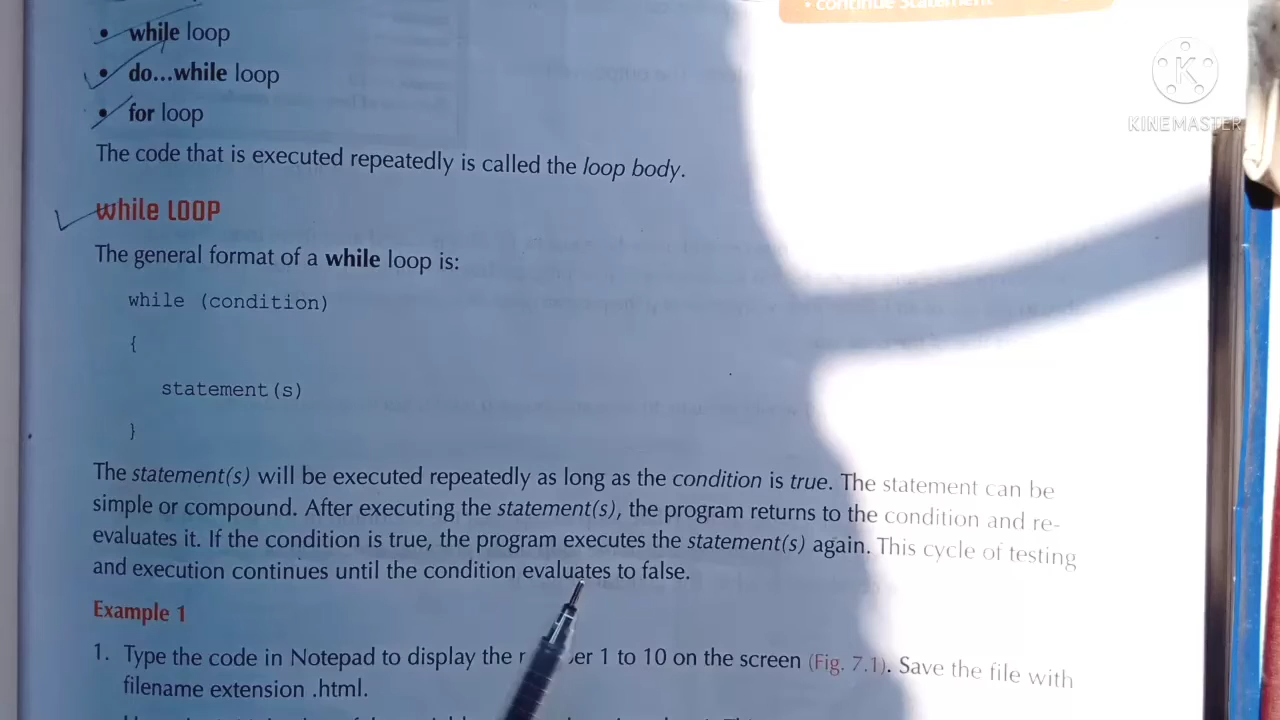 • continue Statement
• while loop
• do...while loop
• for loop
The code that is executed repeatedly is called the loop body.
while LOOP
The general format of a while loop is:
while (condition)
{
statement(s)
}
The statement(s) will be executed repeatedly as long as the condition is true. The statement can be
simple or compound. After executing the statement(s), the program returns to the condition and re-
evaluates it. If the condition is true, the program executes the statement(s) again. This cycle of testing
and execution continues until the condition evaluates to false.
Example 1
1. Type the code in Notepad to display the 1 to 10 on the screen (Fig. 7.1). Save the file with
filename extension .html.
K
KINEMASTER